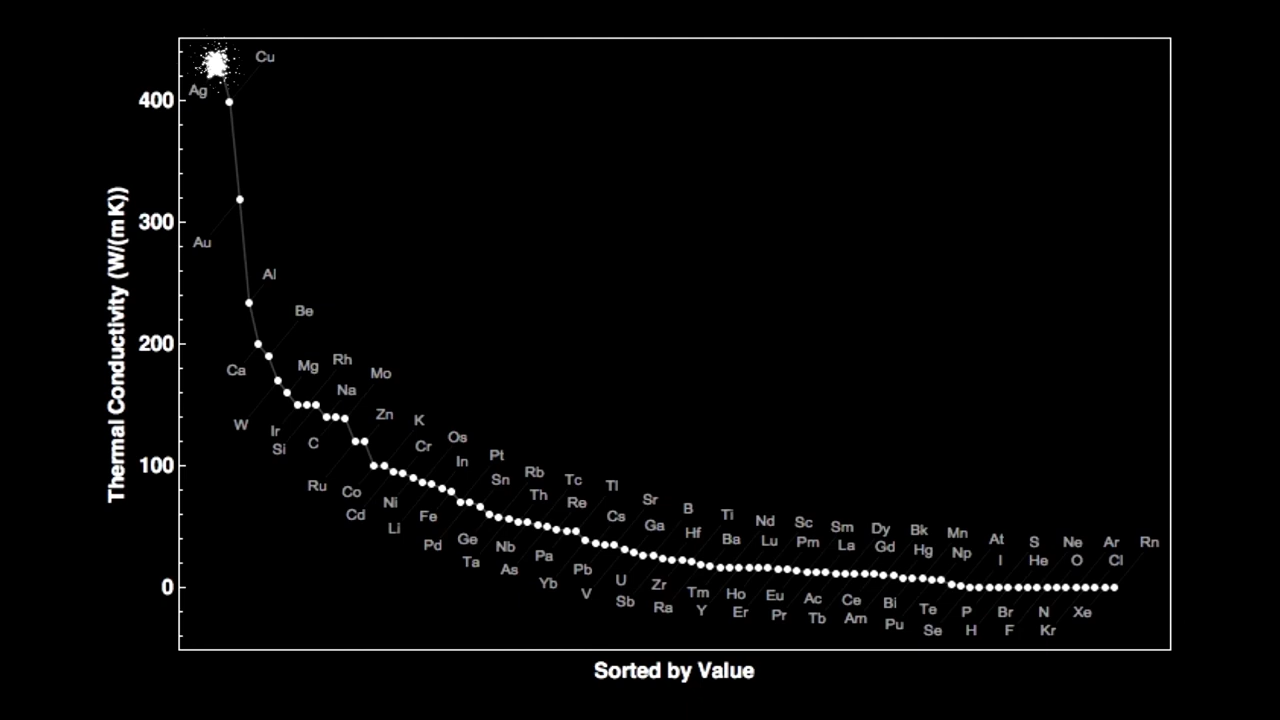 Cu
Ag
400
300
Au
Al
Be
200
Ca
Mg
Rh
Mo
Na
W
Ir
Si
C
Zn
K
Cr
Os
In
Pt
100
Ru
Co
Cd
Ni
Li
Fe
Pd
Sn
Rb
Th
Tc
Re
Tl
Cs
Sr
Ga
B
Hf
Ti
Ba
Nd
Lu
Sc
Pm
Sm
La
Dy
Gd
Bk
Hg
Mn
Np
At
I
S
He
Ne
O
Ar
Cl
Rn
Ge
Ta
Nb
As
Pa
Yb
Pb
V
U
Sb
Zr
Ra
Tm
Y
Ho
Er
Eu
Pr
Ac
Tb
Ce
Am
Bi
Pu
Te
Se
P
H
Br
F
N
Kr
Xe
0
Thermal Conductivity (W/(m K))
Sorted by Value